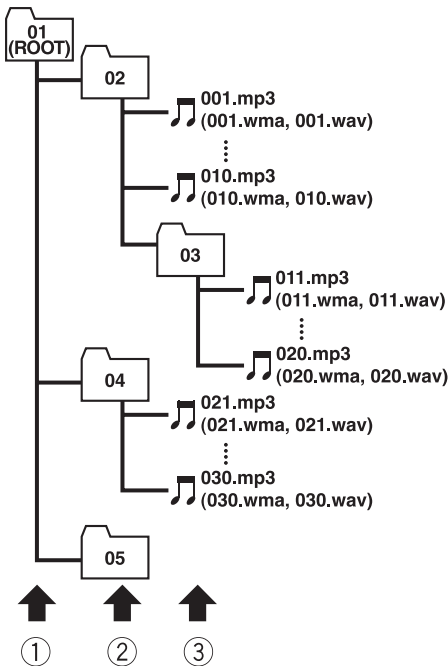 01
(ROOT)
02
001.mp3
(001.wma, 001.wav)
010.mp3
(010.wma, 010.wav)
03
011.mp3
(011.wma, 011.wav)
020.mp3
(020.wma, 020.wav)
04
021.mp3
(021.wma, 021.wav)
030.mp3
(030.wma, 030.wav)
05
① ② ③